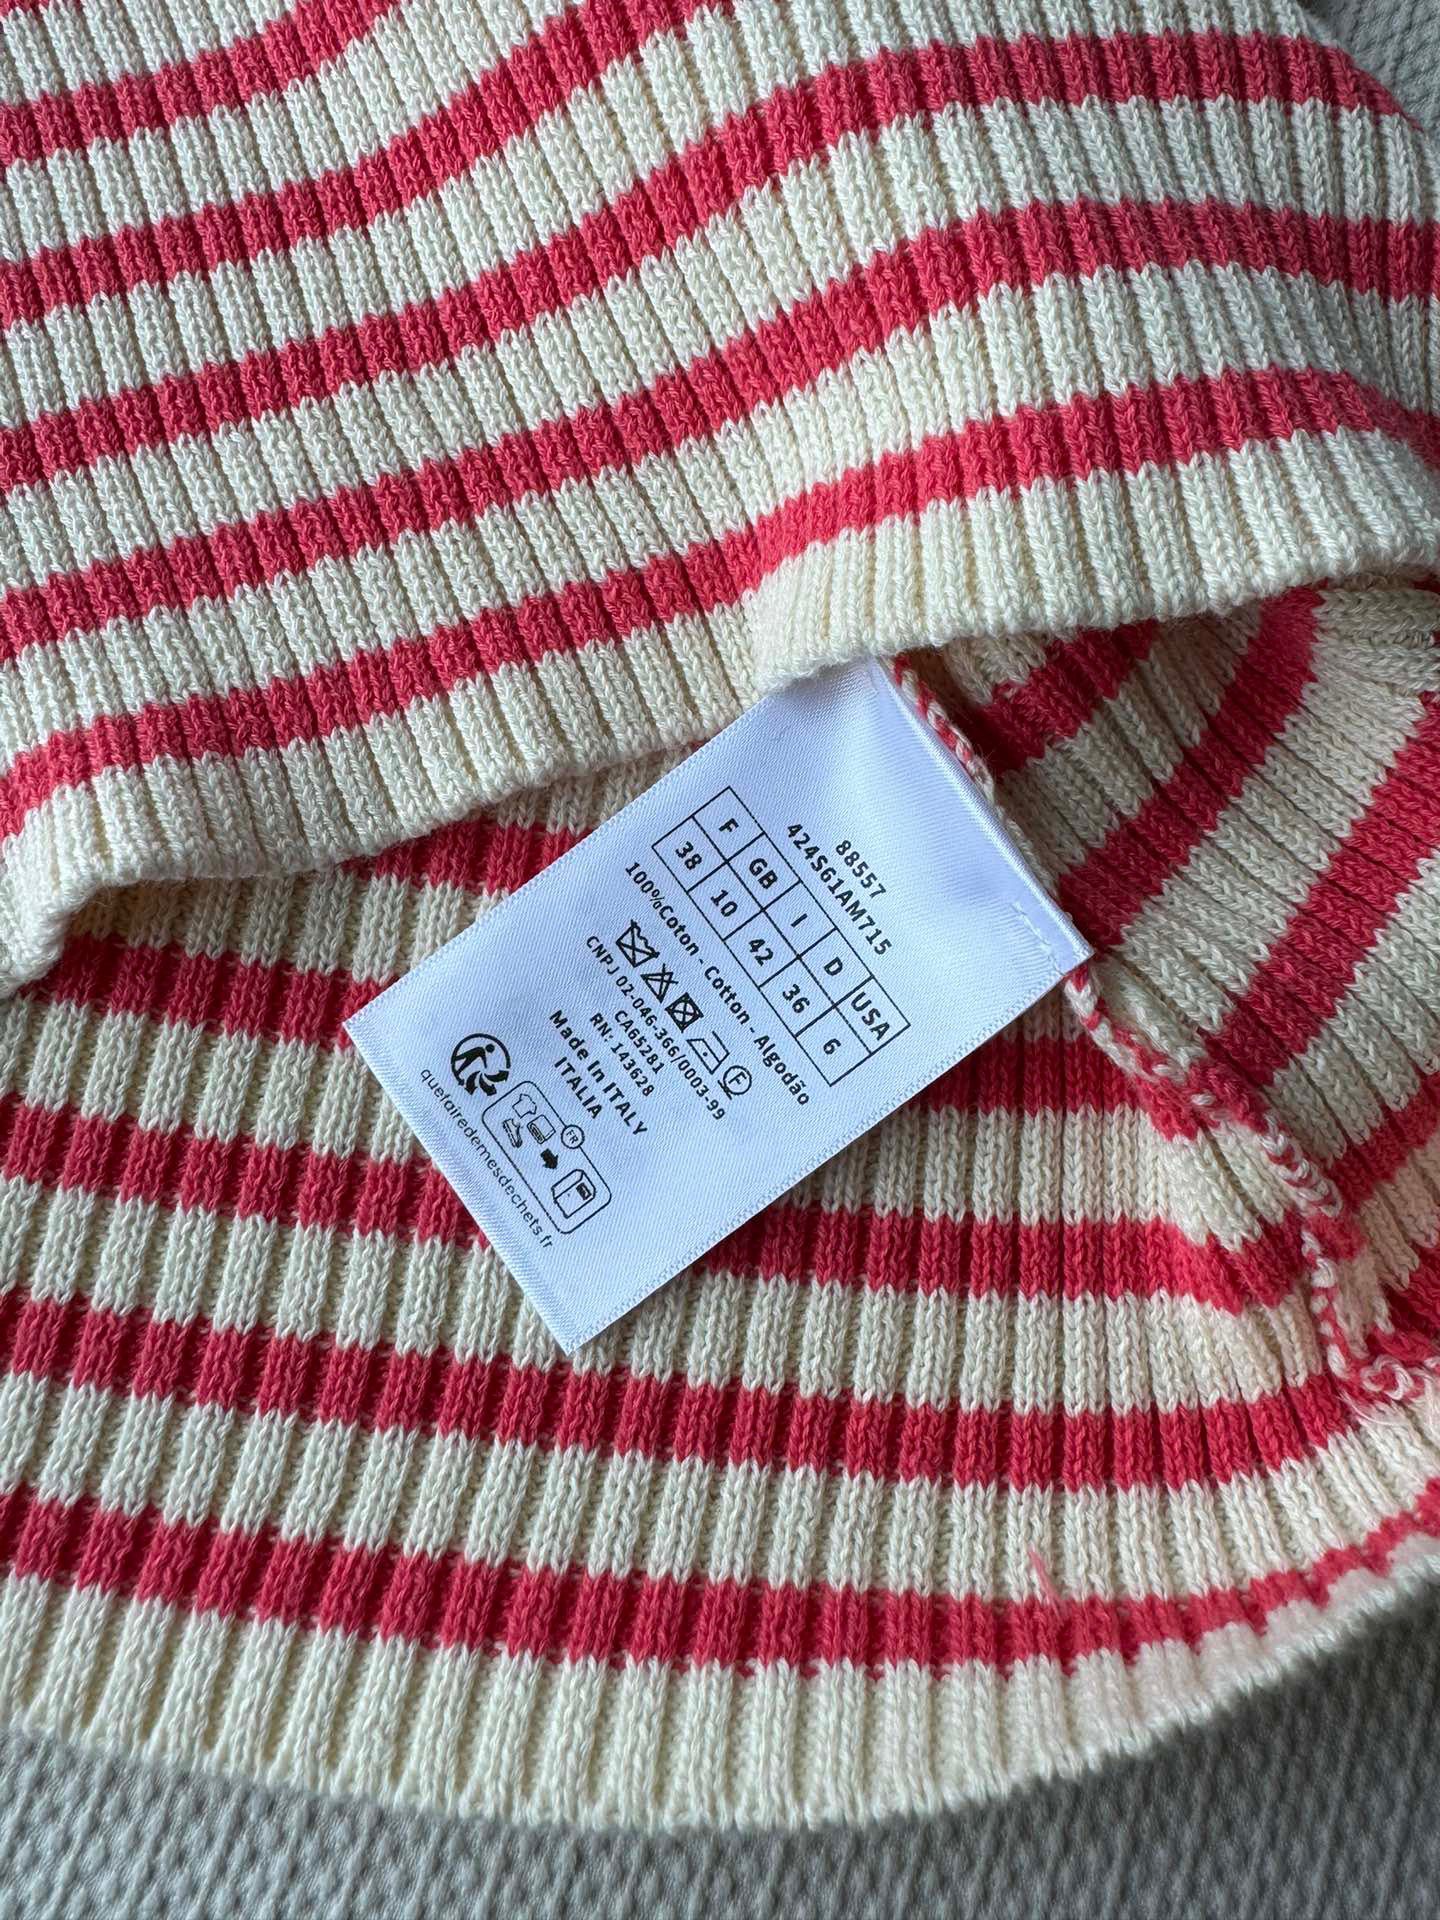 88557
424S61AM715
F GB I D USA
38 10 42 36 6
100%Coton - Cotton - Algodão
F
CNPJ 02-046-366/0003-99
CA65281
RN: 143628
Made In ITALY
ITALIA
FR
quefairedemesdechets.fr